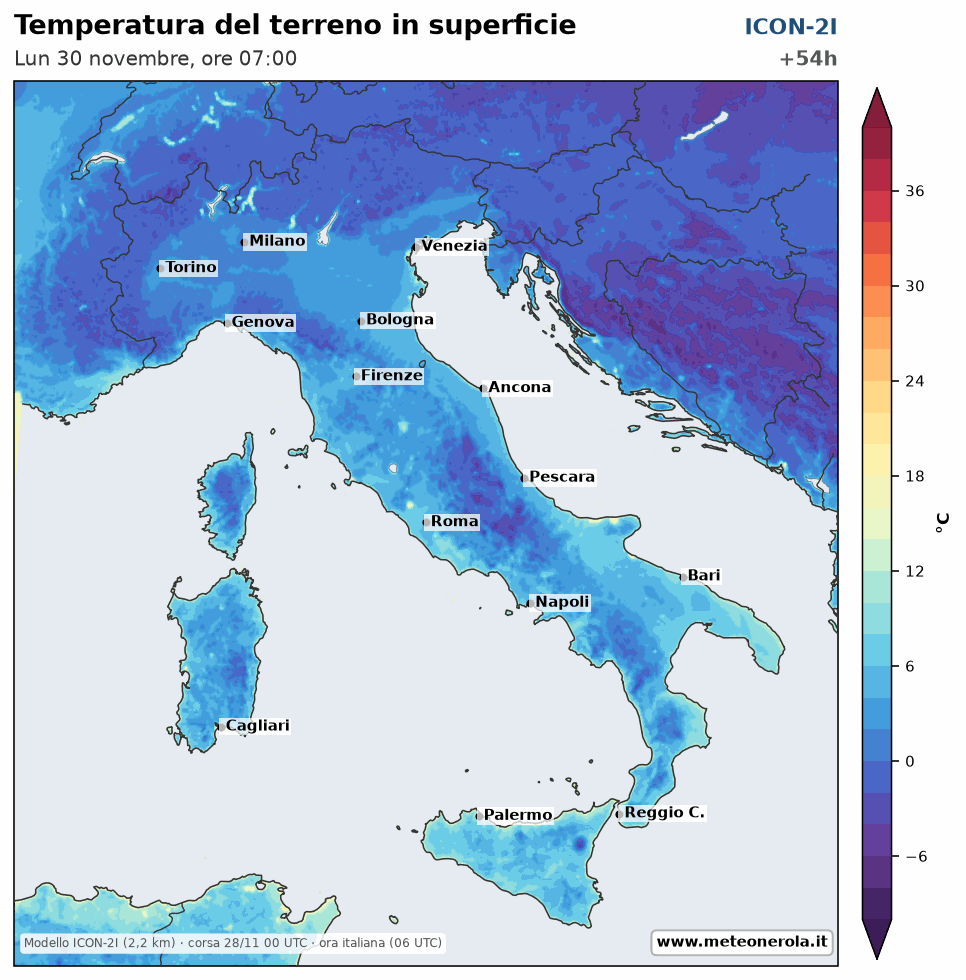 Temperatura del terreno in superficie
ICON-2I
Lun 30 novembre, ore 07:00
+54h
Milano
Venezia
Torino
Genova
Bologna
Firenze
Ancona
Pescara
Roma
Bari
Napoli
Cagliari
Palermo
Reggio C.
36
30
24
18
12
6
0
−6
°C
Modello ICON-2I (2,2 km) · corsa 28/11 00 UTC · ora italiana (06 UTC)
www.meteonerola.it